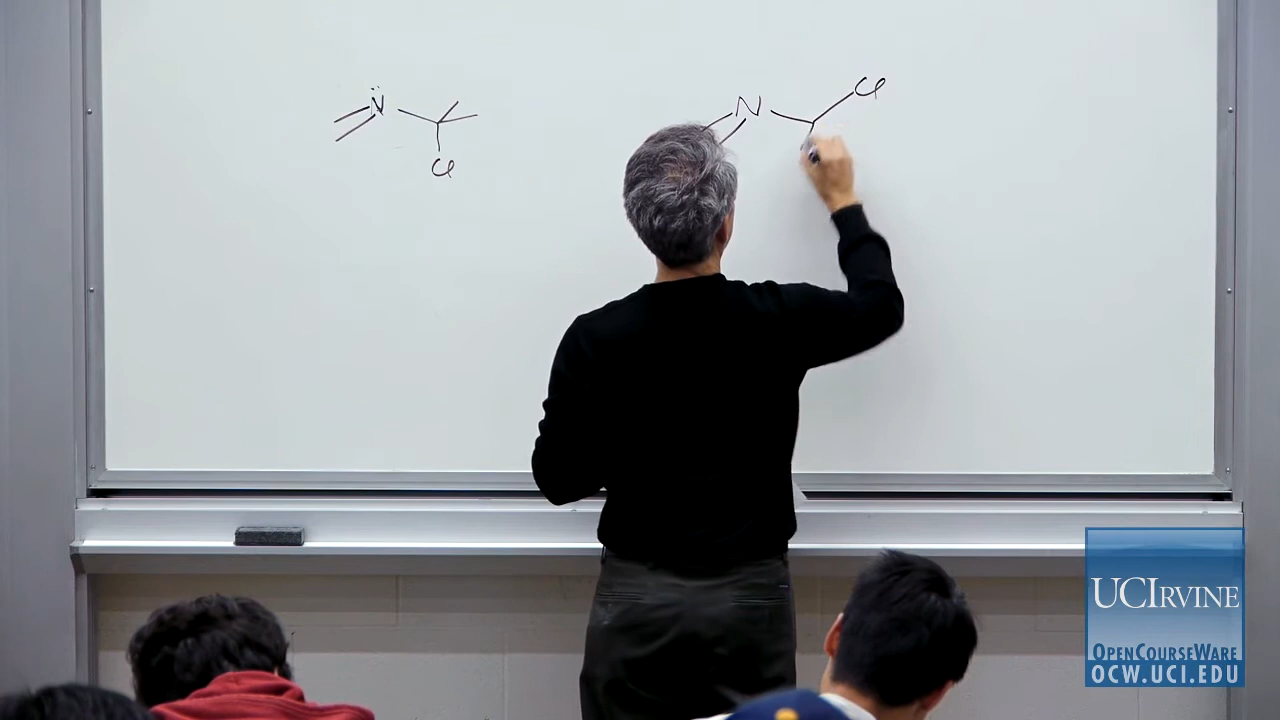 N Cl
N Cl
UCIRVINE
OPENCOURSEWARE
OCW.UCI.EDU